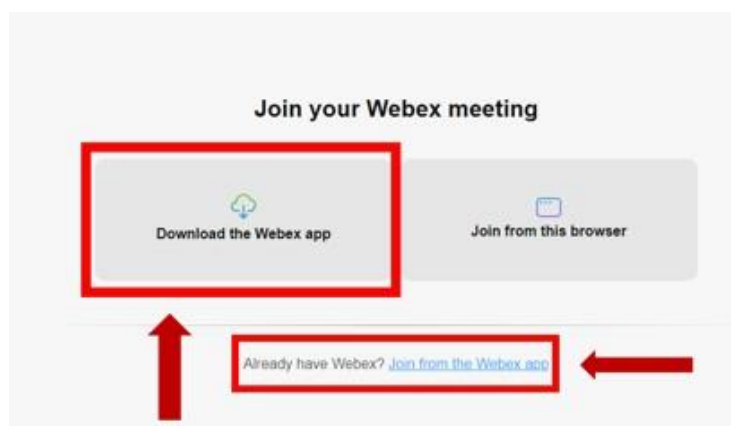 Join your Webex meeting
Download the Webex app
Join from this browser
Already have Webex? Join from the Webex app